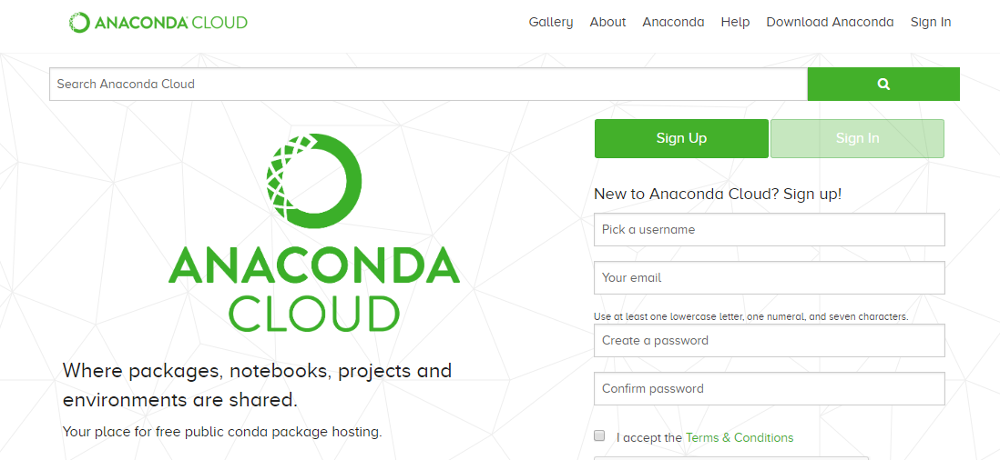 ANACONDA CLOUD
Gallery About Anaconda Help Download Anaconda Sign In
Search Anaconda Cloud
ANACONDA
CLOUD
Where packages, notebooks, projects and
environments are shared.
Your place for free public conda package hosting.
Sign Up Sign In
New to Anaconda Cloud? Sign up!
Pick a username
Your email
Use at least one lowercase letter, one numeral, and seven characters.
Create a password
Confirm password
I accept the Terms & Conditions